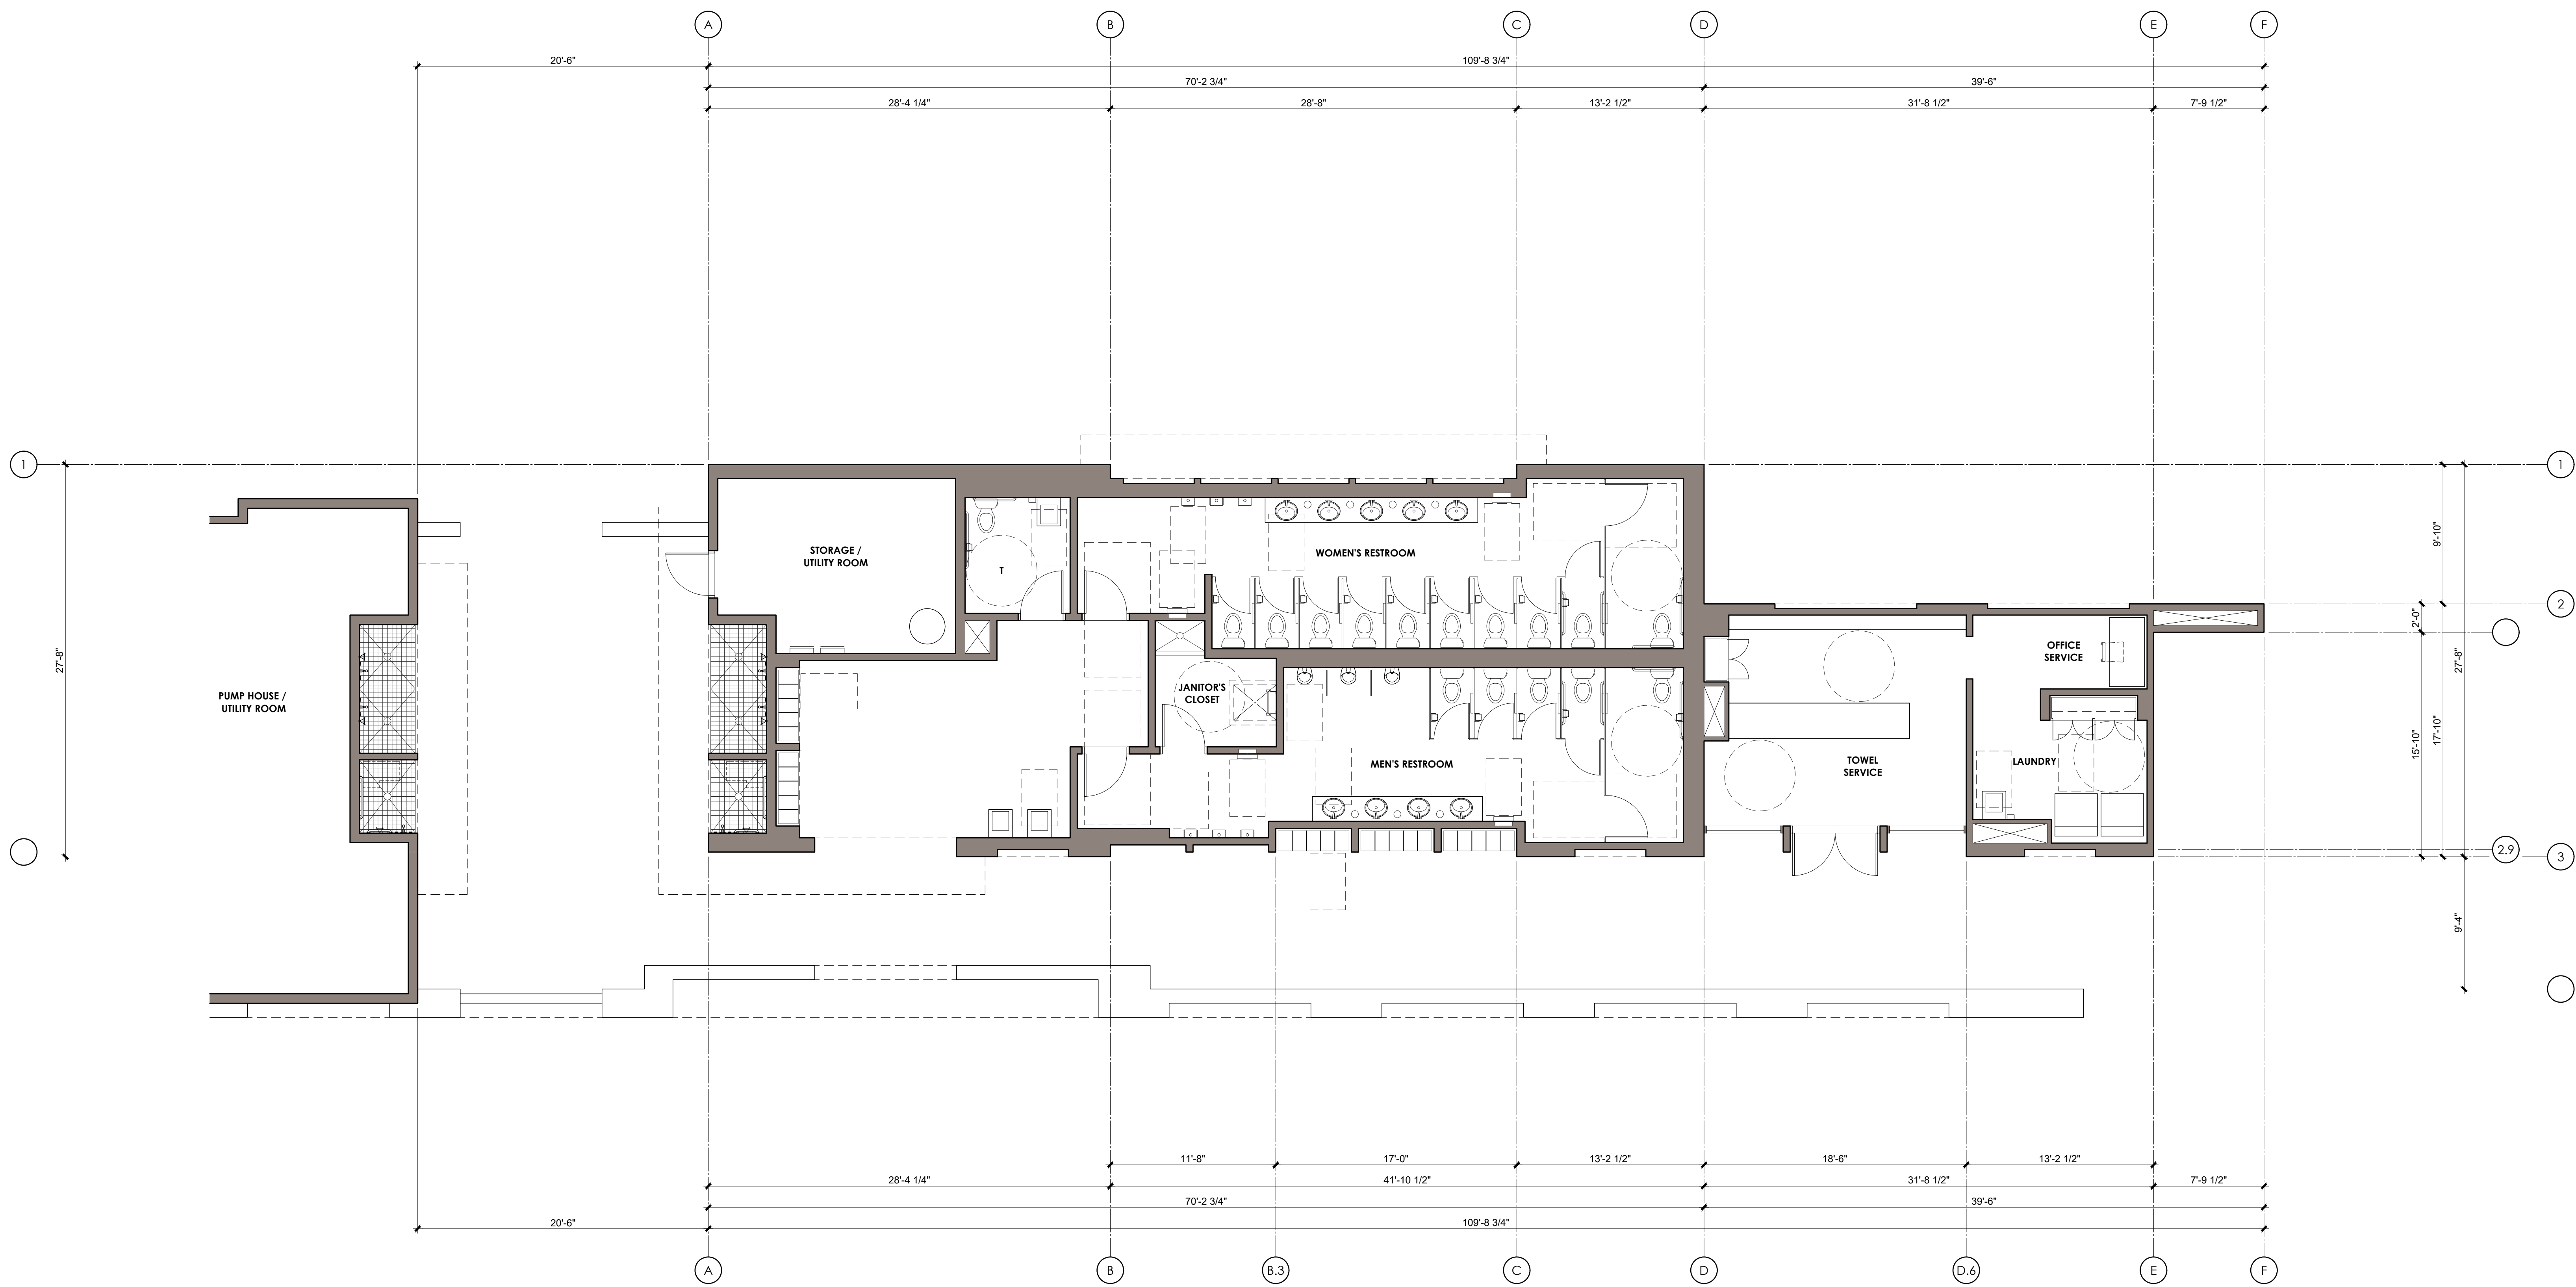 A
B
C
D
E
F
20'-6"
109'-8 3/4"
70'-2 3/4"
39'-6"
28'-4 1/4"
28'-8"
13'-2 1/2"
31'-8 1/2"
7'-9 1/2"
1
1
27'-8"
9'-10"
2
2'-0"
27'-8"
17'-10"
15'-10"
2.9
3
9'-4"
STORAGE /
UTILITY ROOM
T
WOMEN'S RESTROOM
PUMP HOUSE /
UTILITY ROOM
JANITOR'S
CLOSET
MEN'S RESTROOM
TOWEL
SERVICE
OFFICE
SERVICE
LAUNDRY
11'-8"
17'-0"
13'-2 1/2"
18'-6"
13'-2 1/2"
28'-4 1/4"
41'-10 1/2"
31'-8 1/2"
7'-9 1/2"
70'-2 3/4"
39'-6"
20'-6"
109'-8 3/4"
A
B
B.3
C
D
D.6
E
F